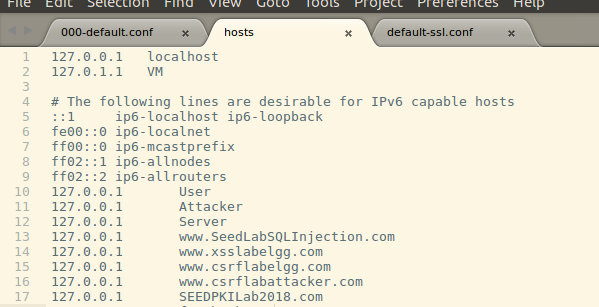 File Edit Selection Find View Goto Tools Project Preferences Help
000-default.conf × hosts × default-ssl.conf ×
1 127.0.0.1 localhost
2 127.0.1.1 VM
3
4 # The following lines are desirable for IPv6 capable hosts
5 ::1 ip6-localhost ip6-loopback
6 fe00::0 ip6-localnet
7 ff00::0 ip6-mcastprefix
8 ff02::1 ip6-allnodes
9 ff02::2 ip6-allrouters
10 127.0.0.1 User
11 127.0.0.1 Attacker
12 127.0.0.1 Server
13 127.0.0.1 www.SeedLabSQLInjection.com
14 127.0.0.1 www.xsslabelgg.com
15 127.0.0.1 www.csrflabelgg.com
16 127.0.0.1 www.csrflabattacker.com
17 127.0.0.1 SEEDPKILab2018.com